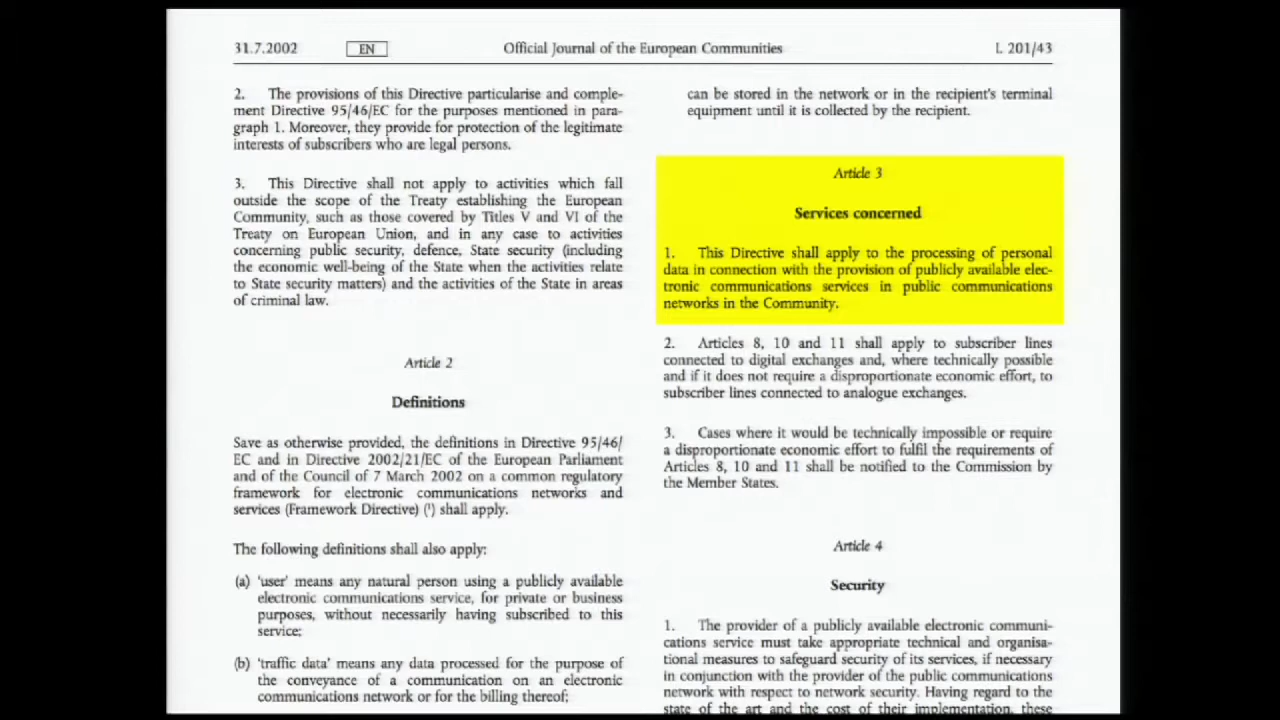 31.7.2002 EN Official Journal of the European Communities L 201/43
2. The provisions of this Directive particularise and comple-
ment Directive 95/46/EC for the purposes mentioned in para-
graph 1. Moreover, they provide for protection of the legitimate
interests of subscribers who are legal persons.
3. This Directive shall not apply to activities which fall
outside the scope of the Treaty establishing the European
Community, such as those covered by Titles V and VI of the
Treaty on European Union, and in any case to activities
concerning public security, defence, State security (including
the economic well-being of the State when the activities relate
to State security matters) and the activities of the State in areas
of criminal law.
Article 2
Definitions
Save as otherwise provided, the definitions in Directive 95/46/
EC and in Directive 2002/21/EC of the European Parliament
and of the Council of 7 March 2002 on a common regulatory
framework for electronic communications networks and
services (Framework Directive) (¹) shall apply.
The following definitions shall also apply:
(a) 'user' means any natural person using a publicly available
electronic communications service, for private or business
purposes, without necessarily having subscribed to this
service;
(b) 'traffic data' means any data processed for the purpose of
the conveyance of a communication on an electronic
communications network or for the billing thereof;
can be stored in the network or in the recipient's terminal
equipment until it is collected by the recipient.
Article 3
Services concerned
1. This Directive shall apply to the processing of personal
data in connection with the provision of publicly available elec-
tronic communications services in public communications
networks in the Community.
2. Articles 8, 10 and 11 shall apply to subscriber lines
connected to digital exchanges and, where technically possible
and if it does not require a disproportionate economic effort, to
subscriber lines connected to analogue exchanges.
3. Cases where it would be technically impossible or require
a disproportionate economic effort to fulfil the requirements of
Articles 8, 10 and 11 shall be notified to the Commission by
the Member States.
Article 4
Security
1. The provider of a publicly available electronic communi-
cations service must take appropriate technical and organisa-
tional measures to safeguard security of its services, if necessary
in conjunction with the provider of the public communications
network with respect to network security. Having regard to the
state of the art and the cost of their implementation, these